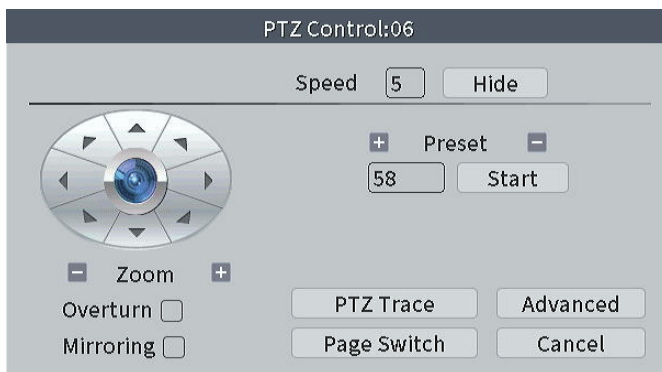 PTZ Control:06
Speed 5 Hide
+ Preset -
58 Start
- Zoom +
Overturn
Mirroring
PTZ Trace Advanced
Page Switch Cancel